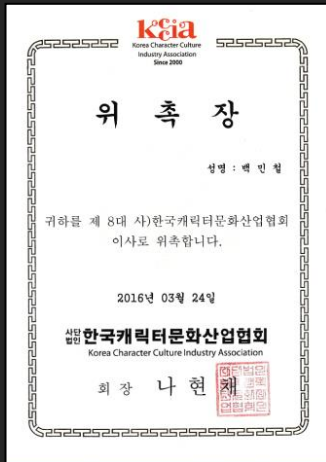 kocia
Korea Character Culture
Industry Association
Since 2000
위 촉 장
성명 : 백 민 철
귀하를 제 8대 사)한국캐릭터문화산업협회
이사로 위촉합니다.
2016년 03월 24일
사단법인 한국캐릭터문화산업협회
Korea Character Culture Industry Association
회 장 나 현 재